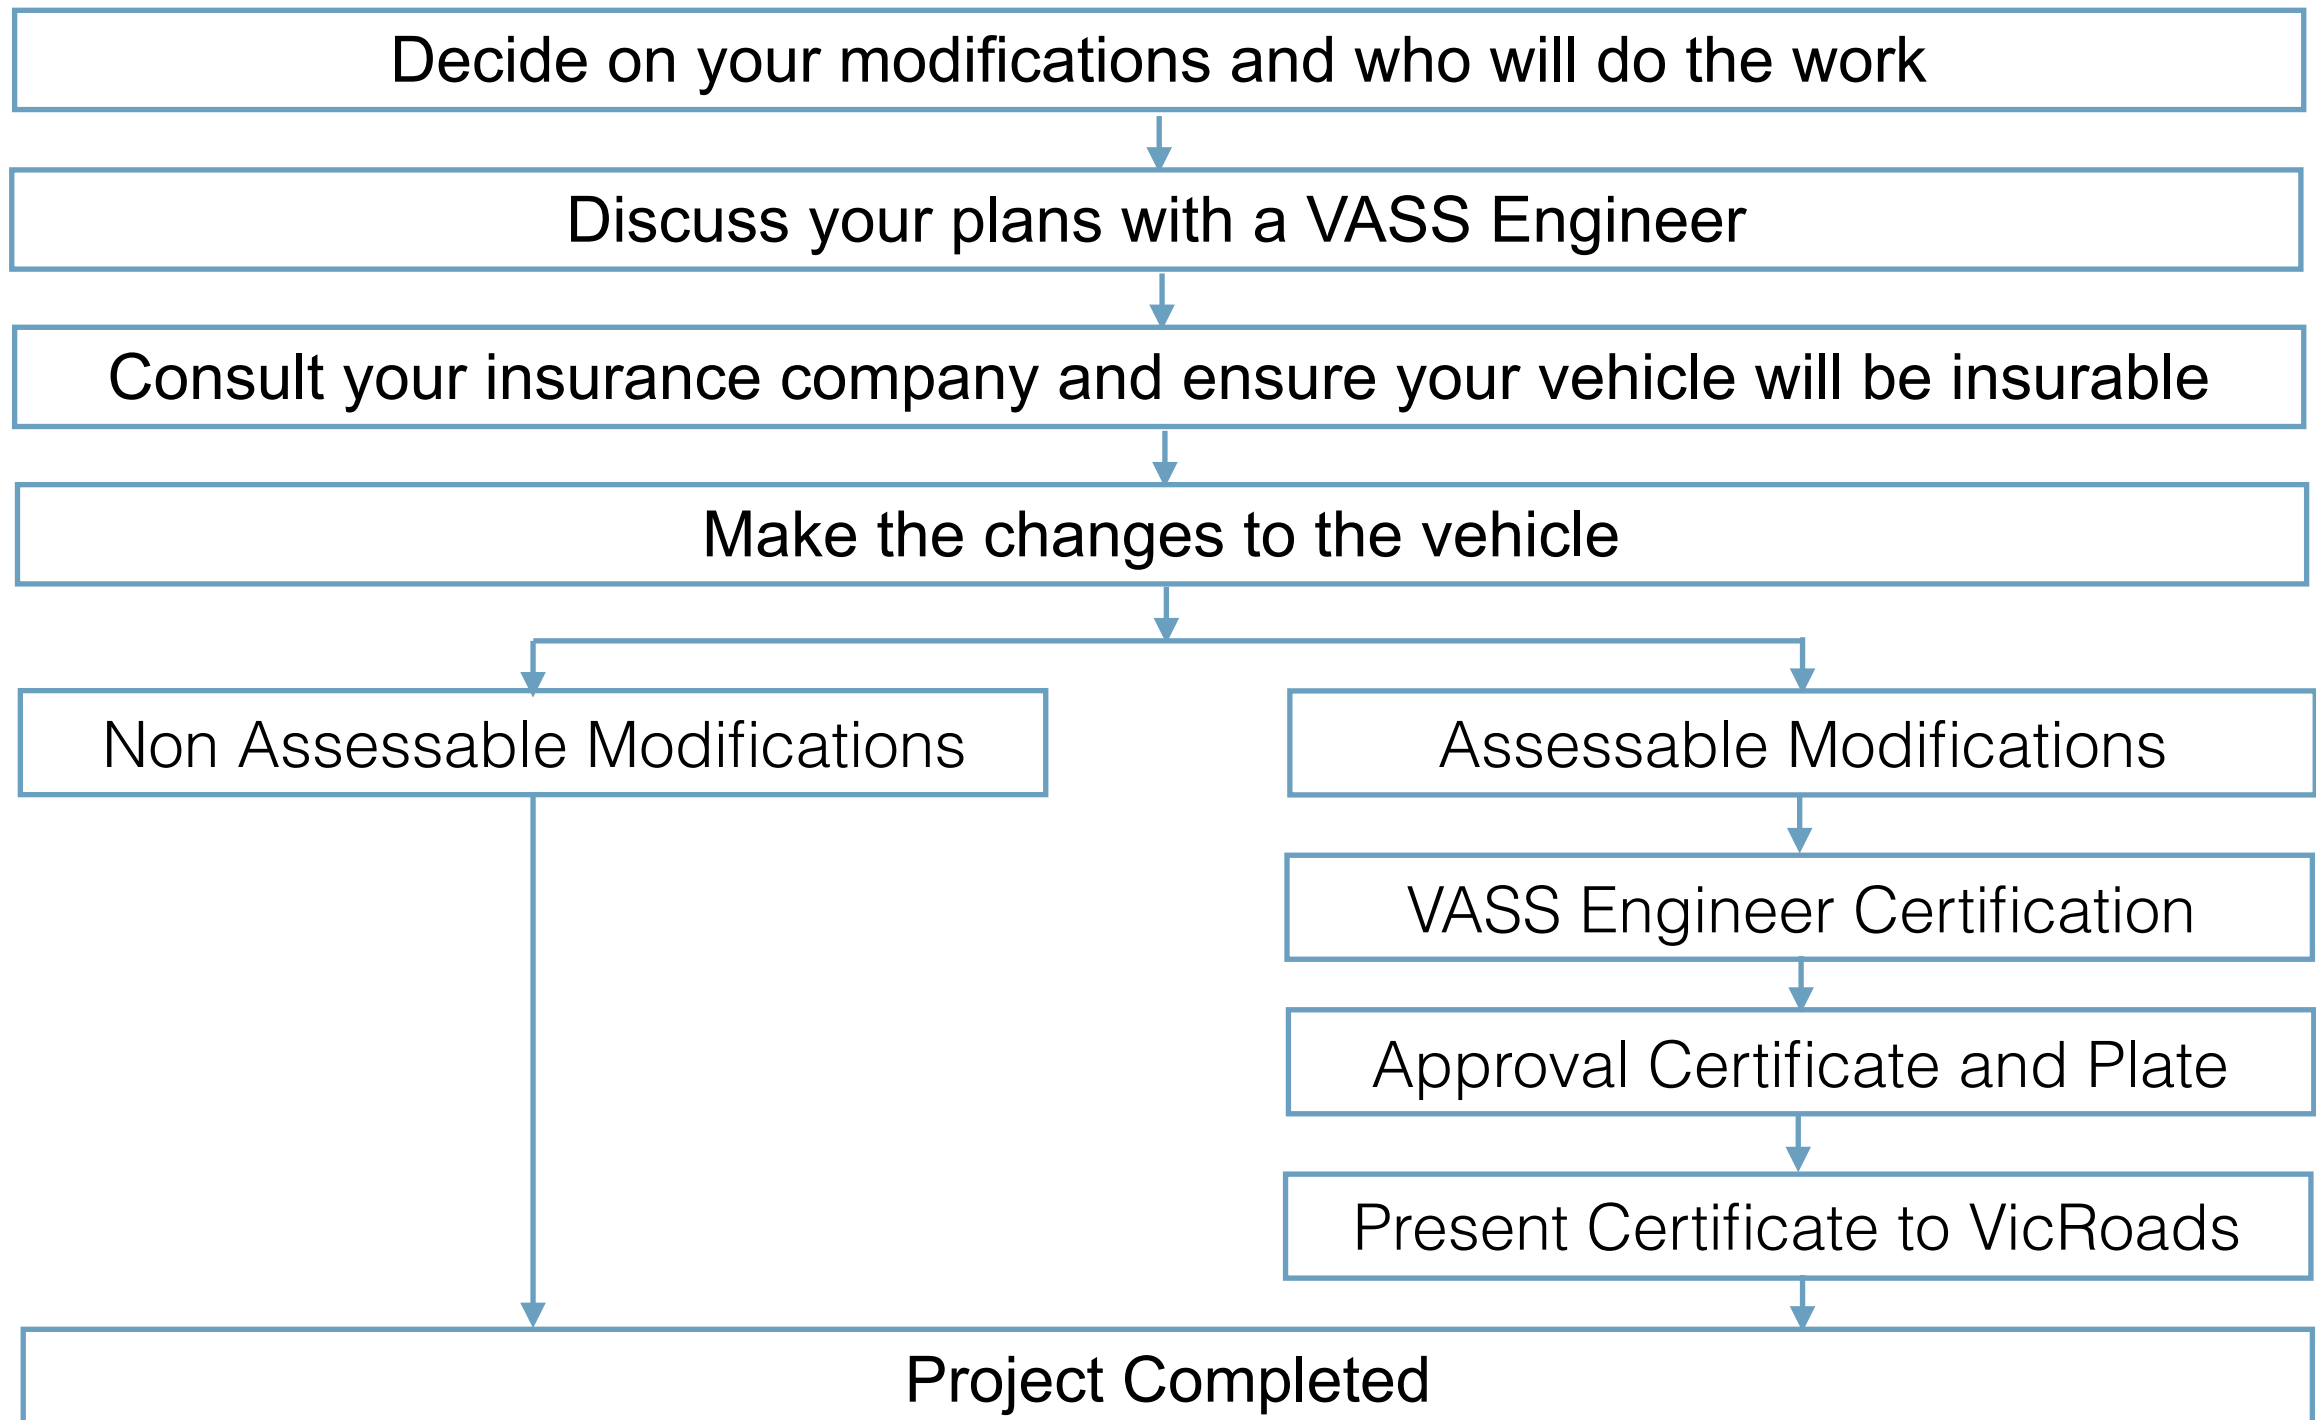 Decide on your modifications and who will do the work
Discuss your plans with a VASS Engineer
Consult your insurance company and ensure your vehicle will be insurable
Make the changes to the vehicle
Non Assessable Modifications
Assessable Modifications
VASS Engineer Certification
Approval Certificate and Plate
Present Certificate to VicRoads
Project Completed